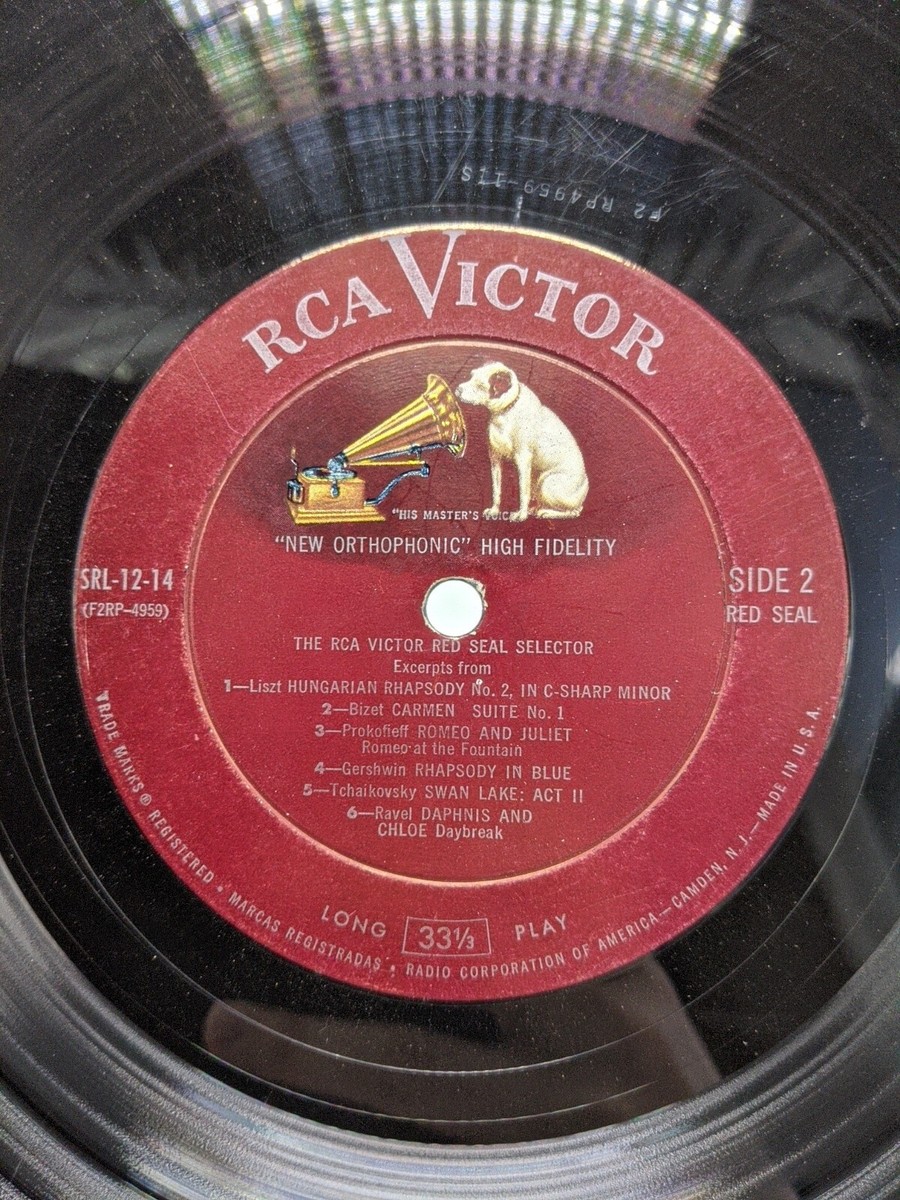 F2 RP4959-1TS
RCA VICTOR
"HIS MASTER'S VOICE
"NEW ORTHOPHONIC" HIGH FIDELITY
SRL-12-14
(F2RP-4959)
SIDE 2
RED SEAL
THE RCA VICTOR RED SEAL SELECTOR
Excerpts from
1—Liszt HUNGARIAN RHAPSODY No. 2, IN C-SHARP MINOR
2—Bizet CARMEN SUITE No. 1
3—Prokofieff ROMEO AND JULIET
Romeo at the Fountain
4—Gershwin RHAPSODY IN BLUE
5—Tchaikovsky SWAN LAKE: ACT II
6—Ravel DAPHNIS AND
CHLOE Daybreak
LONG 33⅓ PLAY
TRADE MARKS ® REGISTERED • MARCAS REGISTRADAS • RADIO CORPORATION OF AMERICA—CAMDEN, N. J.—MADE IN U.S.A.